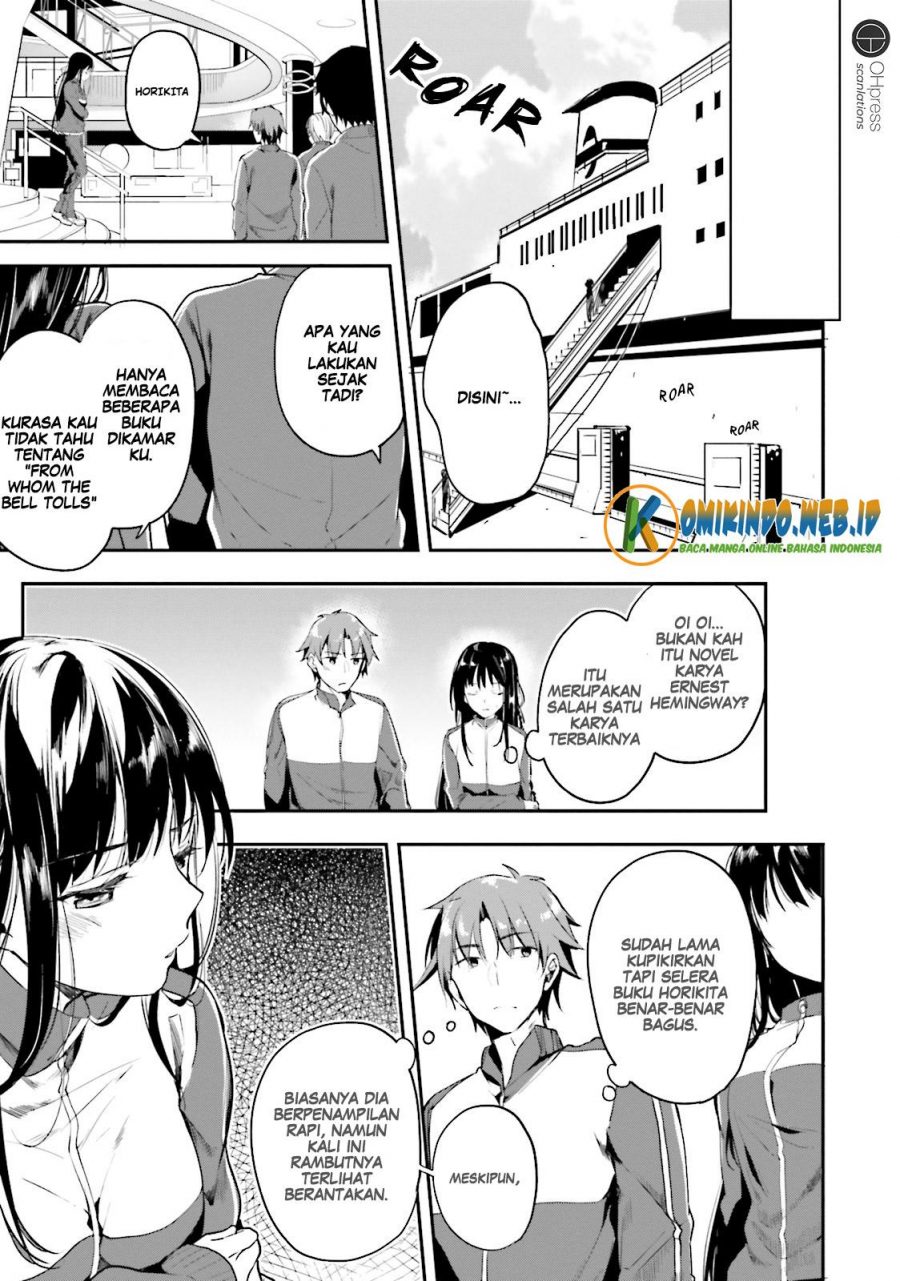 OHpress
scanlations
ROAR
DISINI~...
ROAR
ROAR
KOMIKINDO.WEB.ID
BACA MANGA ONLINE BAHASA INDONESIA
HORIKITA
APA YANG
KAU
LAKUKAN
SEJAK
TADI?
HANYA
MEMBACA
BEBERAPA
BUKU
DIKAMAR
KU.
KURASA KAU
TIDAK TAHU
TENTANG
"FROM
WHOM THE
BELL TOLLS"
OI OI...
BUKAN KAH
ITU NOVEL
KARYA
ERNEST
HEMINGWAY?
ITU
MERUPAKAN
SALAH SATU
KARYA
TERBAIKNYA
SUDAH LAMA
KUPIKIRKAN
TAPI SELERA
BUKU HORIKITA
BENAR-BENAR
BAGUS.
MESKIPUN,
BIASANYA DIA
BERPENAMPILAN
RAPI, NAMUN
KALI INI
RAMBUTNYA
TERLIHAT
BERANTAKAN.